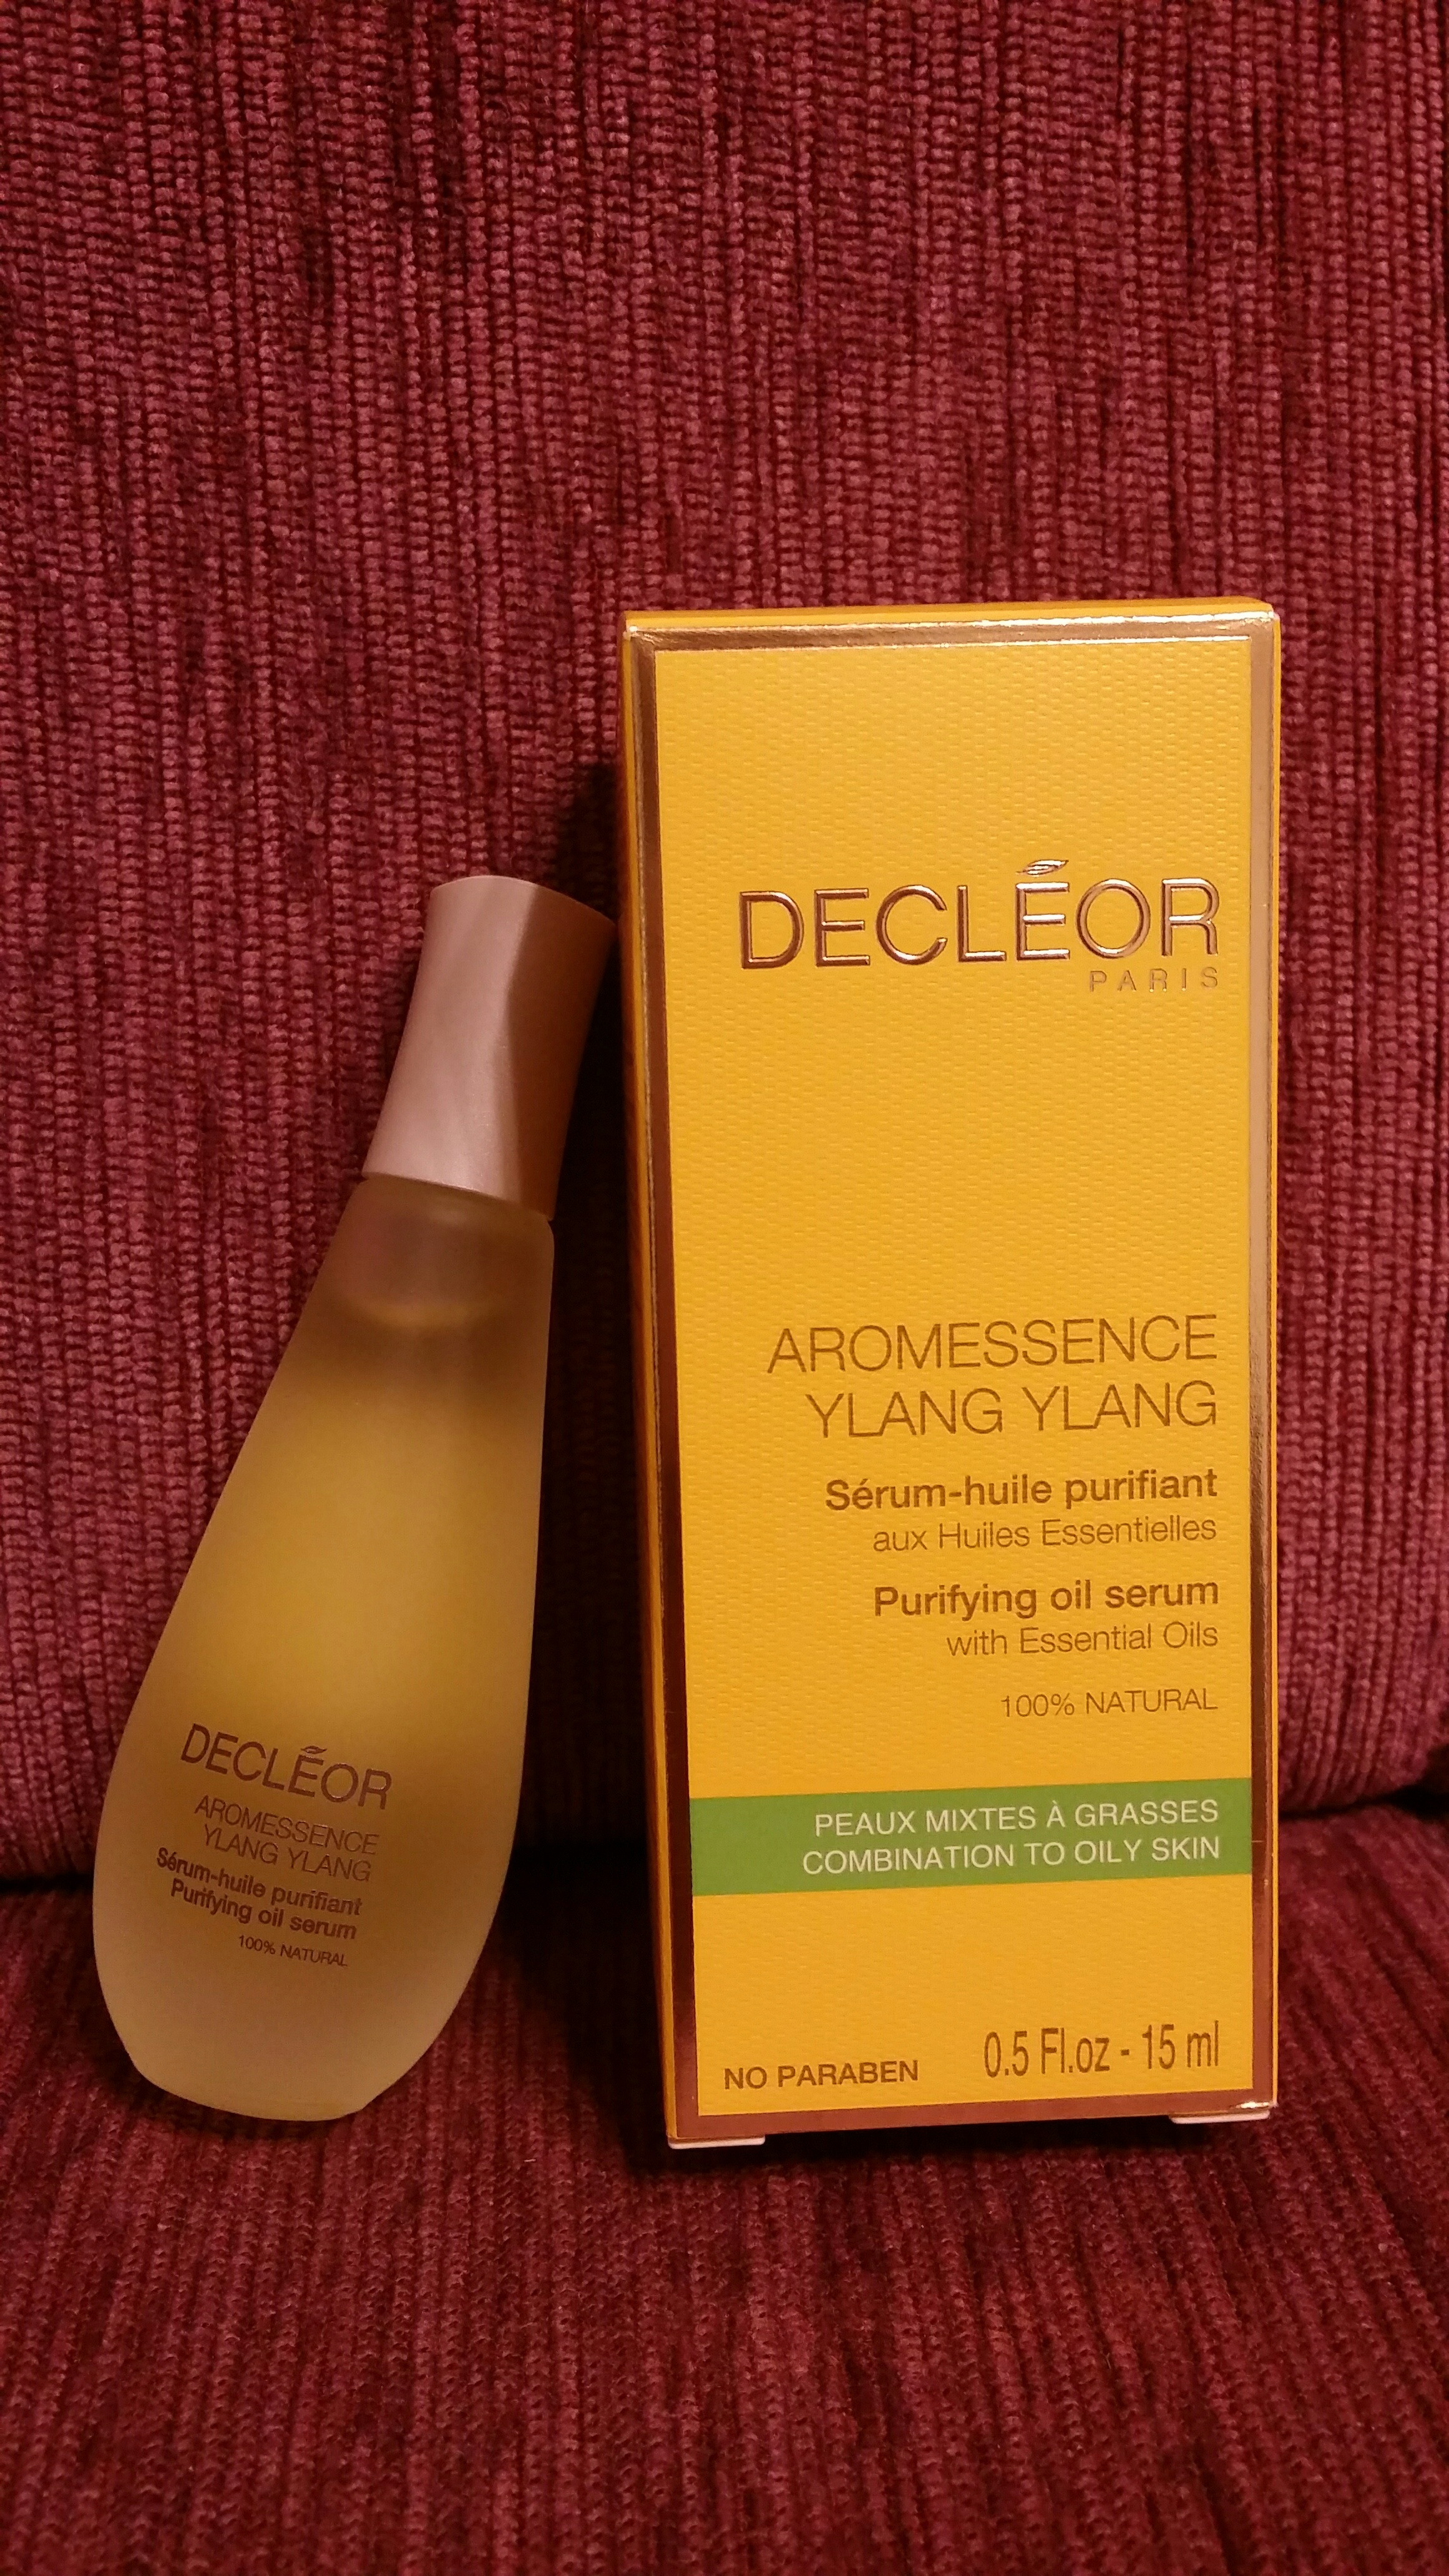 DECLÉOR
AROMESSENCE
YLANG YLANG
Sérum-huile purifiant
Purifying oil serum
100% NATURAL
DECLÉOR
PARIS
AROMESSENCE
YLANG YLANG
Sérum-huile purifiant
aux Huiles Essentielles
Purifying oil serum
with Essential Oils
100% NATURAL
PEAUX MIXTES À GRASSES
COMBINATION TO OILY SKIN
NO PARABEN 0.5 Fl.oz - 15 ml